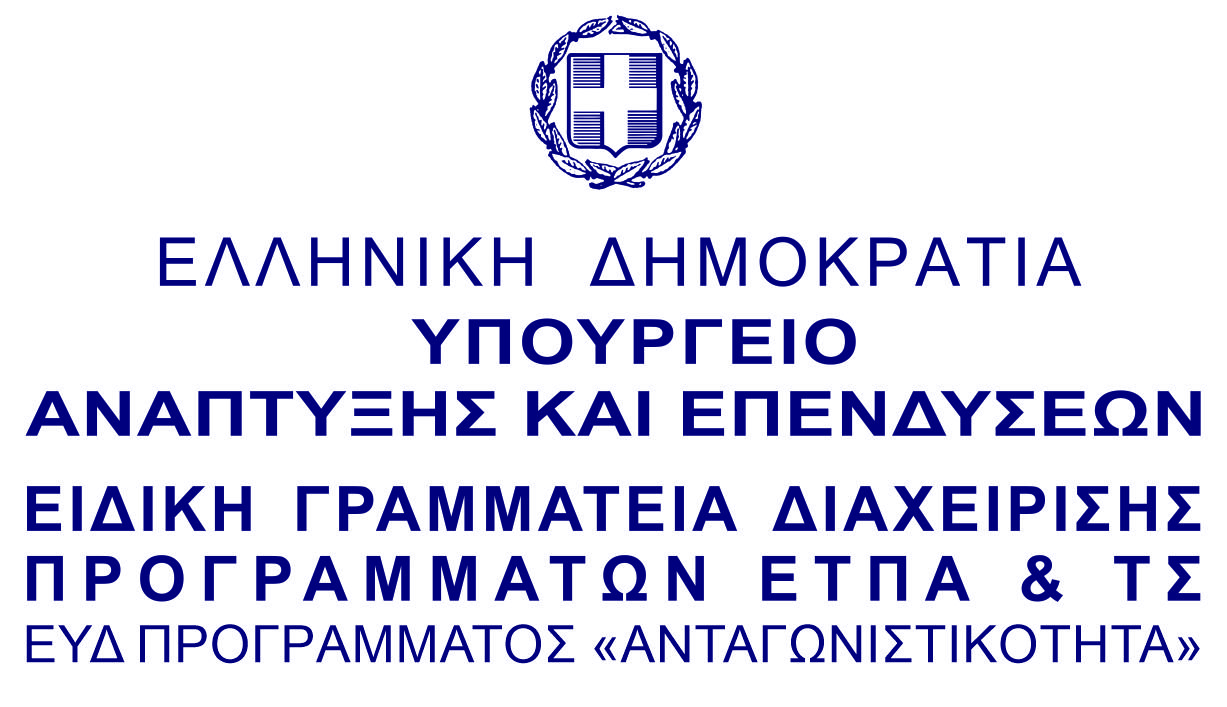 ΕΛΛΗΝΙΚΗ ΔΗΜΟΚΡΑΤΙΑ
ΥΠΟΥΡΓΕΙΟ
ΑΝΑΠΤΥΞΗΣ ΚΑΙ ΕΠΕΝΔΥΣΕΩΝ
ΕΙΔΙΚΗ ΓΡΑΜΜΑΤΕΙΑ ΔΙΑΧΕΙΡΙΣΗΣ
ΠΡΟΓΡΑΜΜΑΤΩΝ ΕΤΠΑ & ΤΣ
ΕΥΔ ΠΡΟΓΡΑΜΜΑΤΟΣ «ΑΝΤΑΓΩΝΙΣΤΙΚΟΤΗΤΑ»